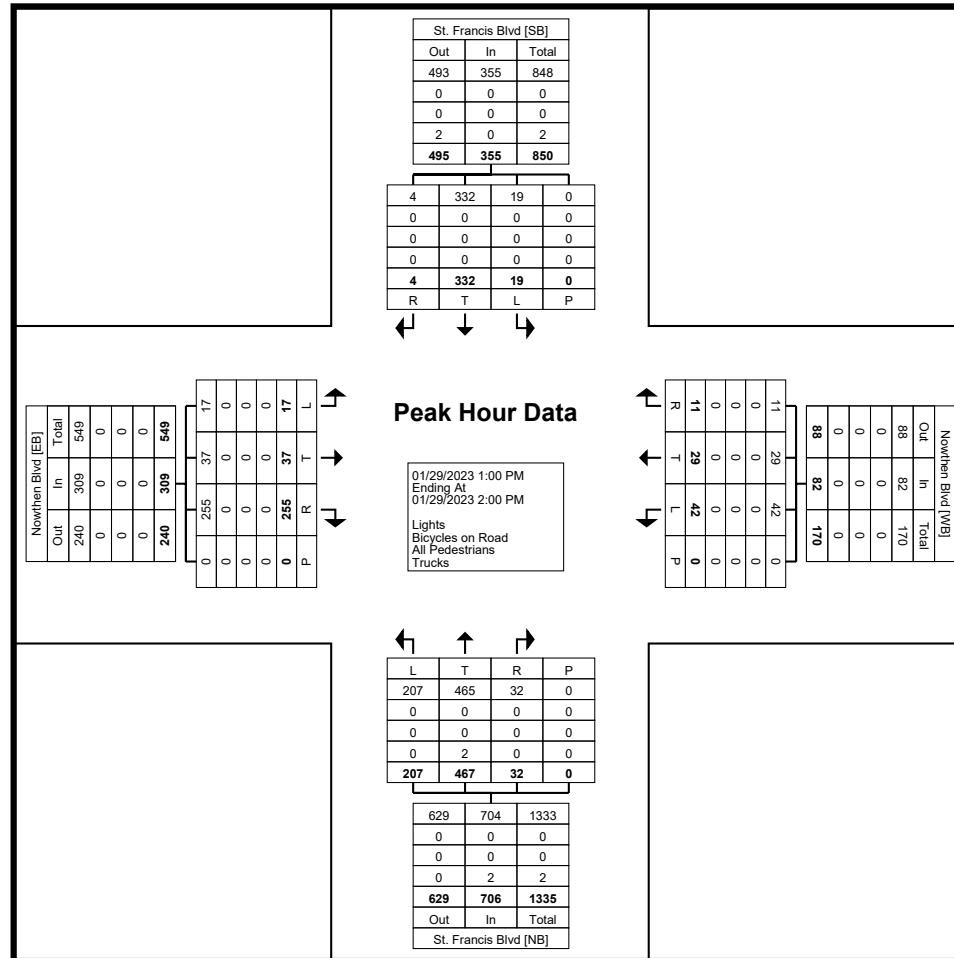 St. Francis Blvd [SB]
Out In Total
493 355 848
0 0 0
0 0 0
2 0 2
495 355 850
4 332 19 0
0 0 0 0
0 0 0 0
0 0 0 0
4 332 19 0
R T L P
Nowthen Blvd [EB]
Total In Out
549 309 240
0 0 0
0 0 0
0 0 0
549 309 240
17 37 255 0
0 0 0 0
0 0 0 0
0 0 0 0
17 37 255 0
L T R P
Peak Hour Data
01/29/2023 1:00 PM
Ending At
01/29/2023 2:00 PM
Lights
Bicycles on Road
All Pedestrians
Trucks
R T L P
11 29 42 0
0 0 0 0
0 0 0 0
0 0 0 0
11 29 42 0
Nowthen Blvd [WB]
Out In Total
88 82 170
0 0 0
0 0 0
0 0 0
88 82 170
L T R P
207 465 32 0
0 0 0 0
0 0 0 0
0 2 0 0
207 467 32 0
629 704 1333
0 0 0
0 0 0
0 2 2
629 706 1335
Out In Total
St. Francis Blvd [NB]